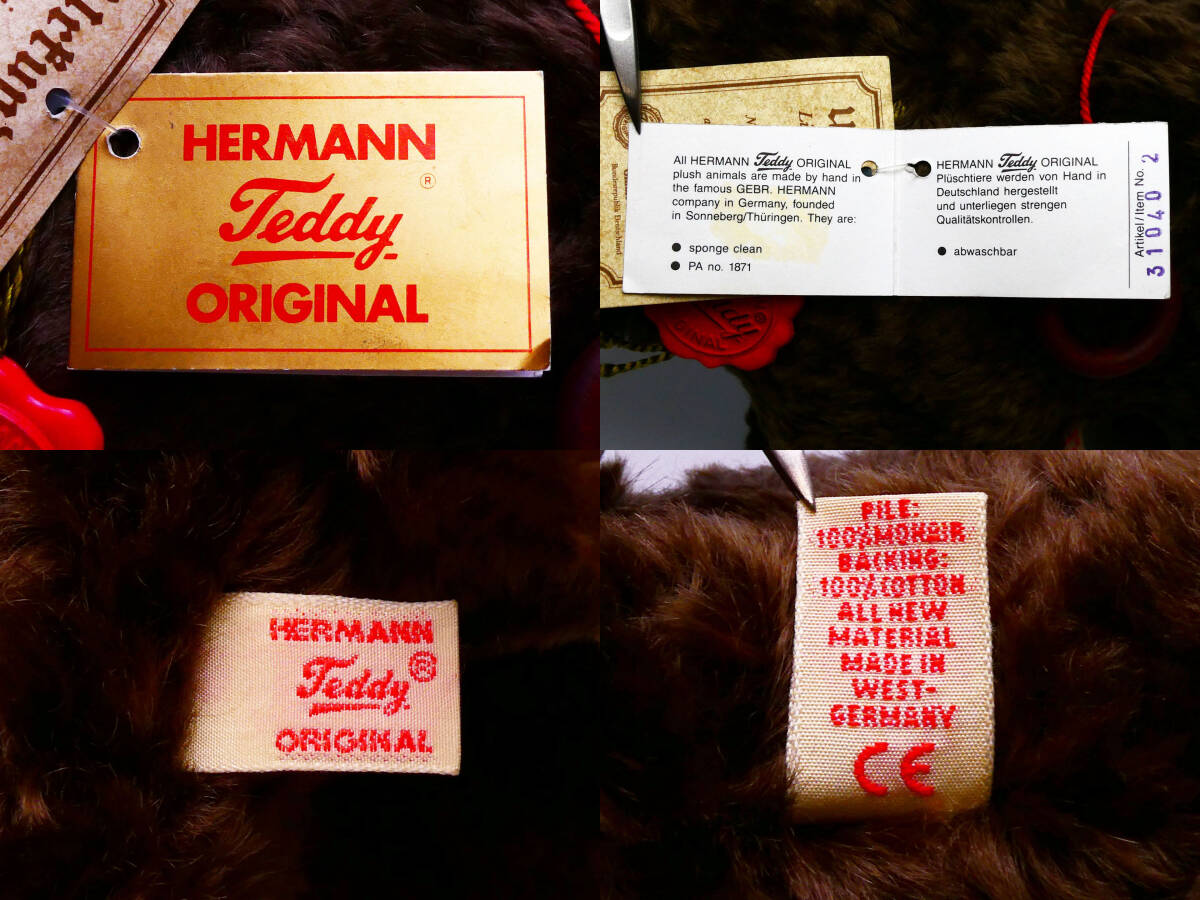 HERMANN
Teddy
®
ORIGINAL
All HERMANN Teddy ORIGINAL
plush animals are made by hand in
the famous GEBR. HERMANN
company in Germany, founded
in Sonneberg/Thüringen. They are:
● sponge clean
● PA no. 1871
HERMANN Teddy ORIGINAL
Plüschtiere werden von Hand in
Deutschland hergestellt
und unterliegen strengen
Qualitätskontrollen.
● abwaschbar
Artikel/Item No.
31040 2
Teddy®
GINAL
HERMANN
Teddy®
ORIGINAL
PILE:
100%MOHAIR
BACKING:
100%COTTON
ALL NEW
MATERIAL
MADE IN
WEST-
GERMANY
CE